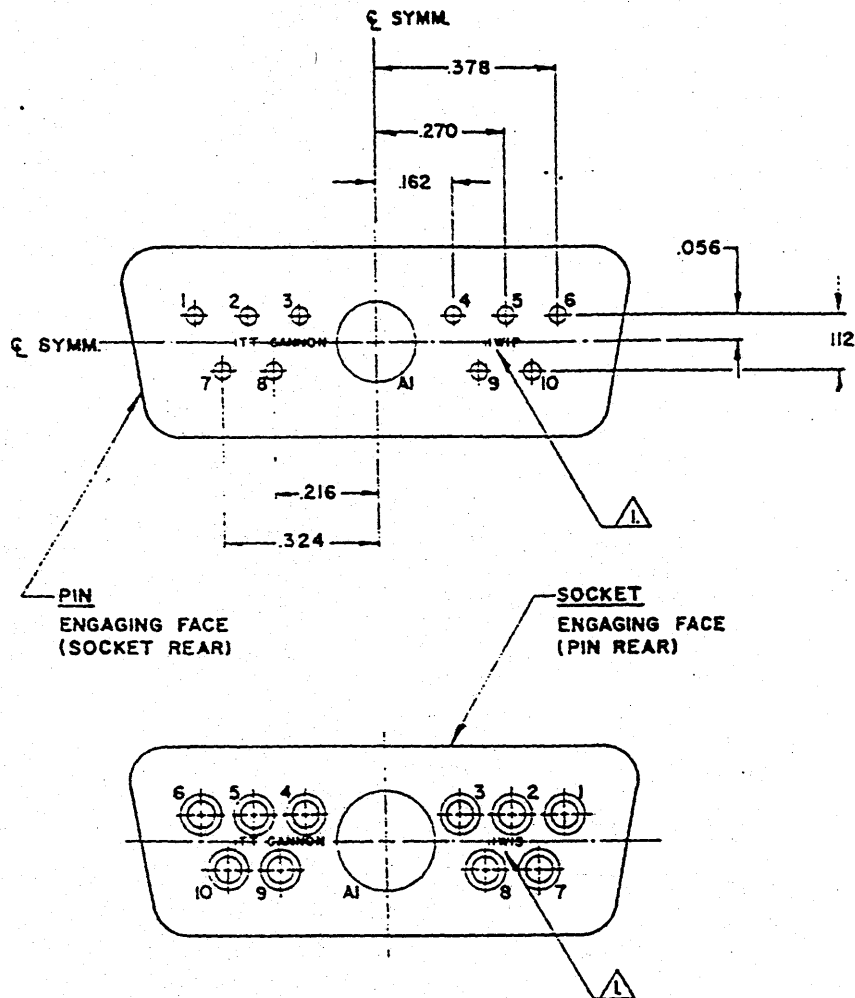 ℄ SYMM.
.378
.270
.162
.056
1 2 3 4 5 6
℄ SYMM.
ITT CANNON
112
7 8 A1 9 10
.216
1.
.324
PIN
ENGAGING FACE
(SOCKET REAR)
SOCKET
ENGAGING FACE
(PIN REAR)
6 5 4 3 2 1
ITT CANNON
10 9 A1 8 7
1.